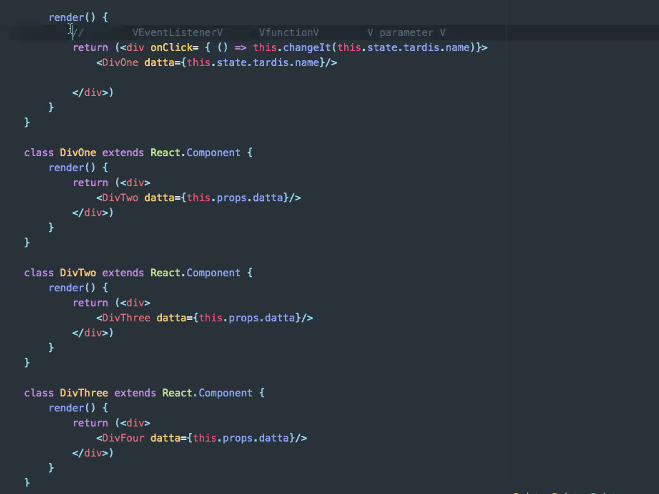 render() {
//        VEventListenerV      VfunctionV        V parameter V
return (<div onClick= { () => this.changeIt(this.state.tardis.name)}>
<DivOne datta={this.state.tardis.name}/>
</div>)
}
}
class DivOne extends React.Component {
render() {
return (<div>
<DivTwo datta={this.props.datta}/>
</div>)
}
}
class DivTwo extends React.Component {
render() {
return (<div>
<DivThree datta={this.props.datta}/>
</div>)
}
}
class DivThree extends React.Component {
render() {
return (<div>
<DivFour datta={this.props.datta}/>
</div>)
}
}